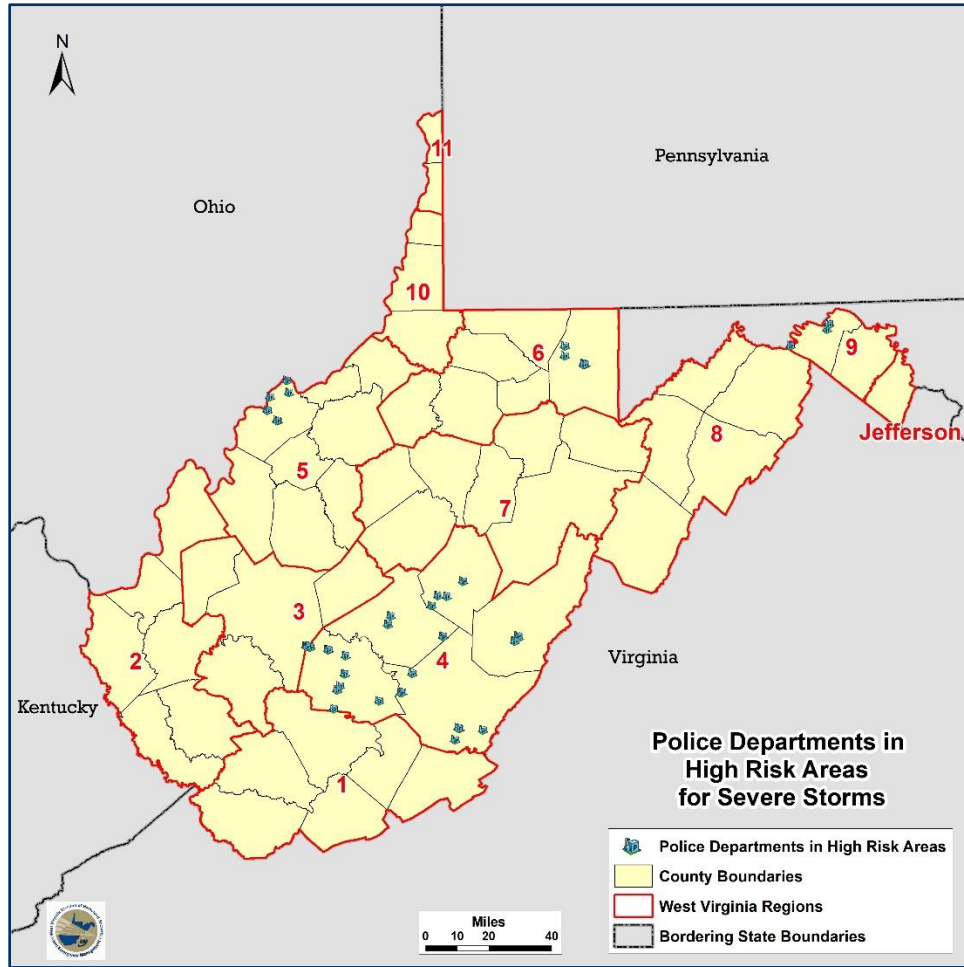 N
11
Pennsylvania
Ohio
10
6
9
8
Jefferson
5
7
3
4
2
Virginia
Kentucky
1
Police Departments in
High Risk Areas
for Severe Storms
Police Departments in High Risk Areas
County Boundaries
West Virginia Regions
Bordering State Boundaries
Miles
0 10 20 40